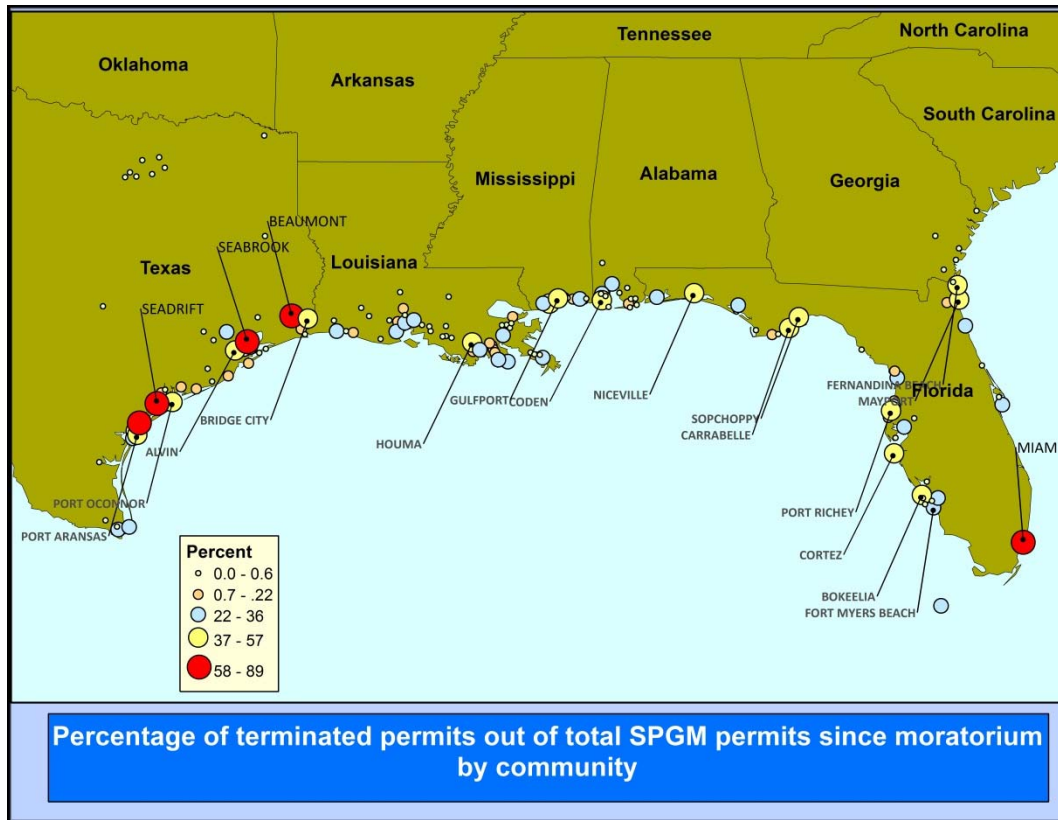 Tennessee
North Carolina
Oklahoma
Arkansas
South Carolina
Mississippi
Alabama
Georgia
BEAUMONT
SEABROOK
Louisiana
Texas
SEADRIFT
FERNANDINA BEACH
Florida
MAYPORT
GULFPORT
CODEN
NICEVILLE
BRIDGE CITY
SOPCHOPPY
CARRABELLE
HOUMA
ALVIN
MIAM
PORT OCONNOR
PORT RICHEY
PORT ARANSAS
CORTEZ
BOKEELIA
FORT MYERS BEACH
Percent
0.0 - 0.6
0.7 - .22
22 - 36
37 - 57
58 - 89
Percentage of terminated permits out of total SPGM permits since moratorium
by community